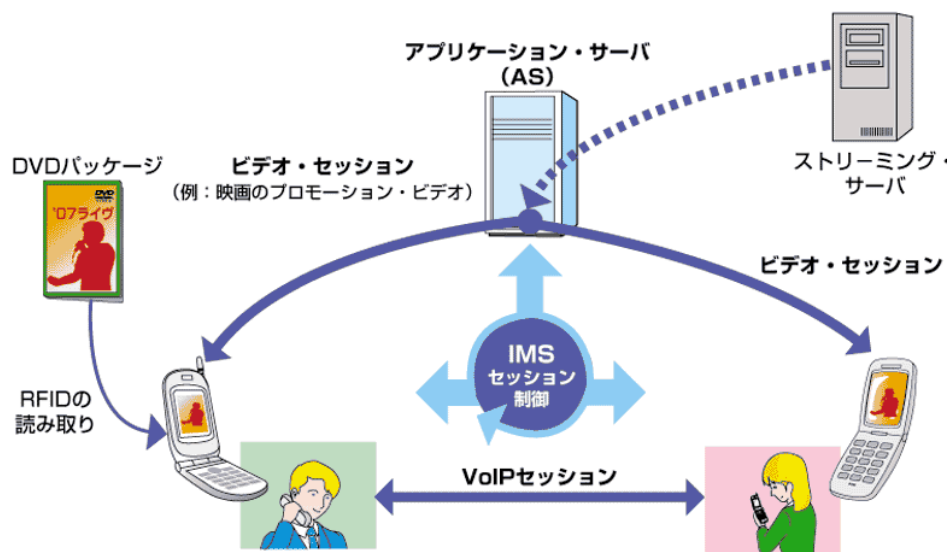 アプリケーション・サーバ
（AS）
ストリーミング・
サーバ
DVDパッケージ
DVD
'07ライヴ
ビデオ・セッション
（例：映画のプロモーション・ビデオ）
ビデオ・セッション
IMS
セッション
制御
RFIDの
読み取り
VoIPセッション